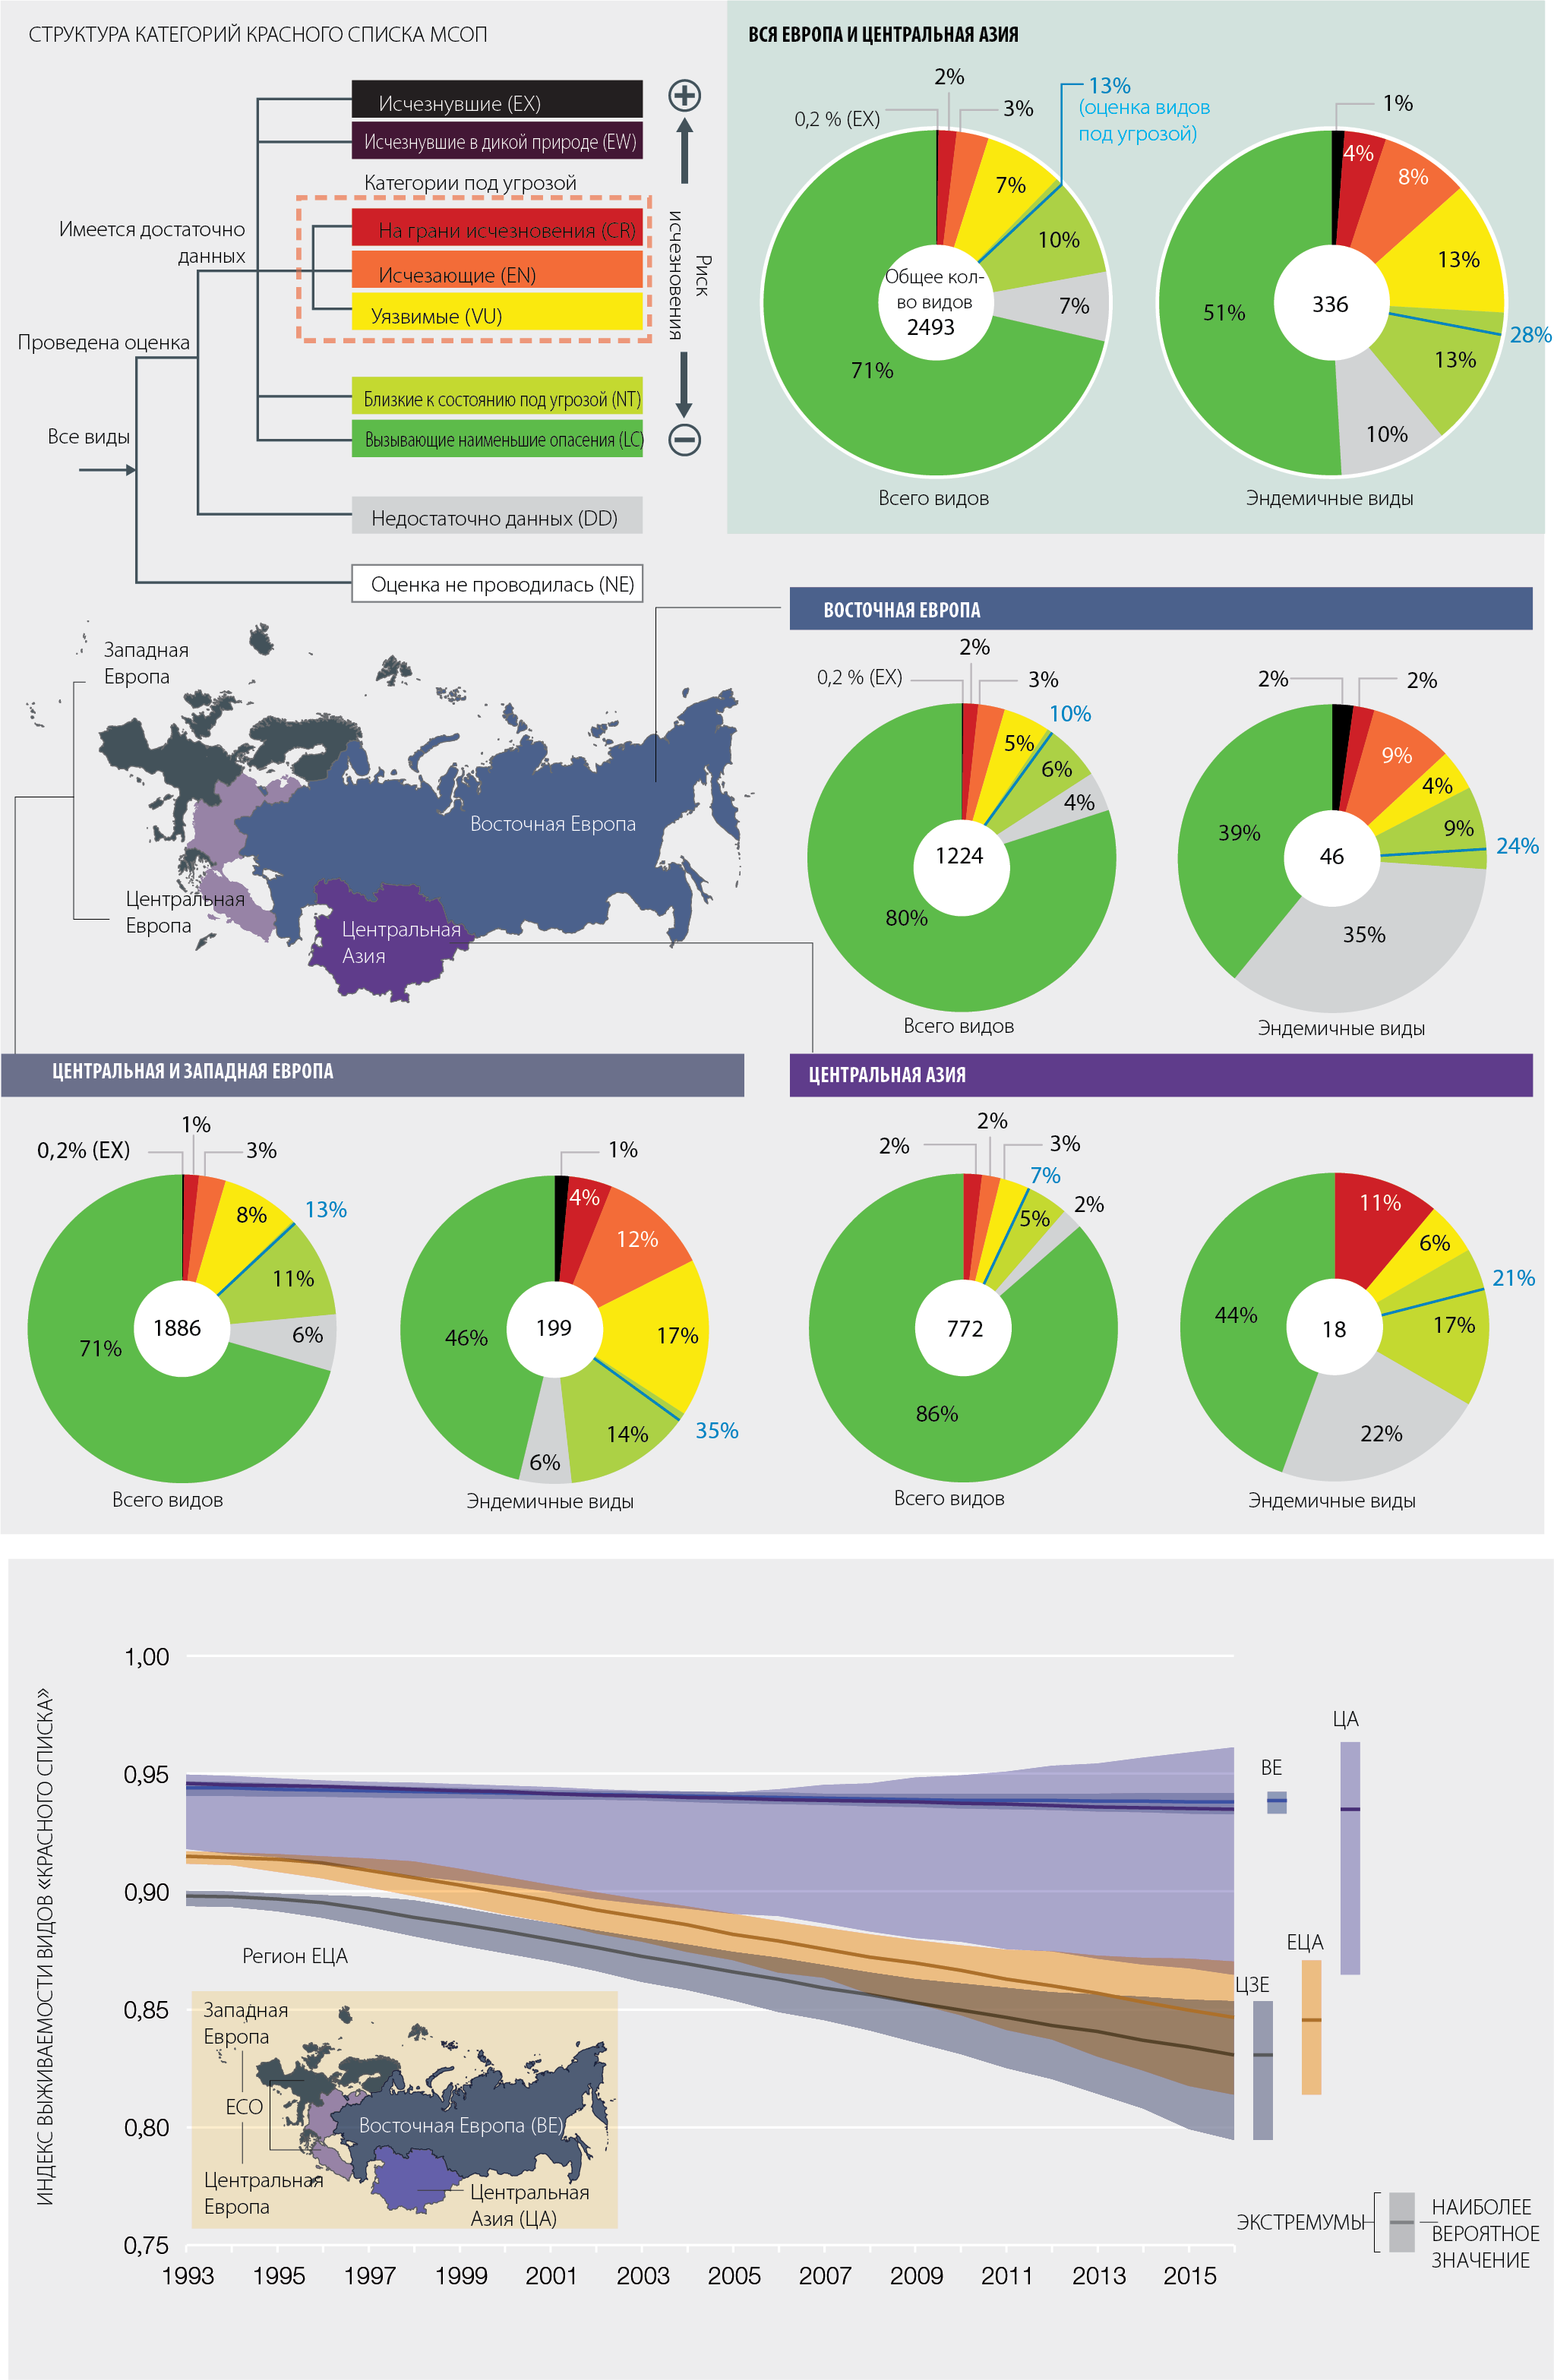 СТРУКТУРА КАТЕГОРИЙ КРАСНОГО СПИСКА МСОП
Исчезнувшие (EX)
Исчезнувшие в дикой природе (EW)
Категории под угрозой
Имеется достаточно
данных
На грани исчезновения (CR)
Исчезающие (EN)
Уязвимые (VU)
Риск
исчезновения
Проведена оценка
Близкие к состоянию под угрозой (NT)
Все виды
Вызывающие наименьшие опасения (LC)
Недостаточно данных (DD)
Оценка не проводилась (NE)
ВСЯ ЕВРОПА И ЦЕНТРАЛЬНАЯ АЗИЯ
0,2 % (EX)
2%
3%
13%
(оценка видов
под угрозой)
7%
10%
7%
71%
Общее кол-
во видов
2493
Всего видов
1%
4%
8%
13%
28%
13%
10%
51%
336
Эндемичные виды
Западная
Европа
Восточная Европа
Центральная
Европа
Центральная
Азия
ВОСТОЧНАЯ ЕВРОПА
0,2 % (EX)
2%
3%
10%
5%
6%
4%
80%
1224
Всего видов
2%
2%
9%
4%
9%
24%
35%
39%
46
Эндемичные виды
ЦЕНТРАЛЬНАЯ И ЗАПАДНАЯ ЕВРОПА
0,2% (EX)
1%
3%
8%
13%
11%
6%
71%
1886
Всего видов
1%
4%
12%
17%
35%
14%
6%
46%
199
Эндемичные виды
ЦЕНТРАЛЬНАЯ АЗИЯ
2%
2%
3%
7%
5%
2%
86%
772
Всего видов
11%
6%
21%
17%
22%
44%
18
Эндемичные виды
ИНДЕКС ВЫЖИВАЕМОСТИ ВИДОВ «КРАСНОГО СПИСКА»
1,00
0,95
0,90
0,85
0,80
0,75
1993 1995 1997 1999 2001 2003 2005 2007 2009 2011 2013 2015
ЦА
ВЕ
ЕЦА
ЦЗЕ
Регион ЕЦА
Западная
Европа
ЕСО
Восточная Европа (ВЕ)
Центральная
Европа
Центральная
Азия (ЦА)
ЭКСТРЕМУМЫ
НАИБОЛЕЕ
ВЕРОЯТНОЕ
ЗНАЧЕНИЕ